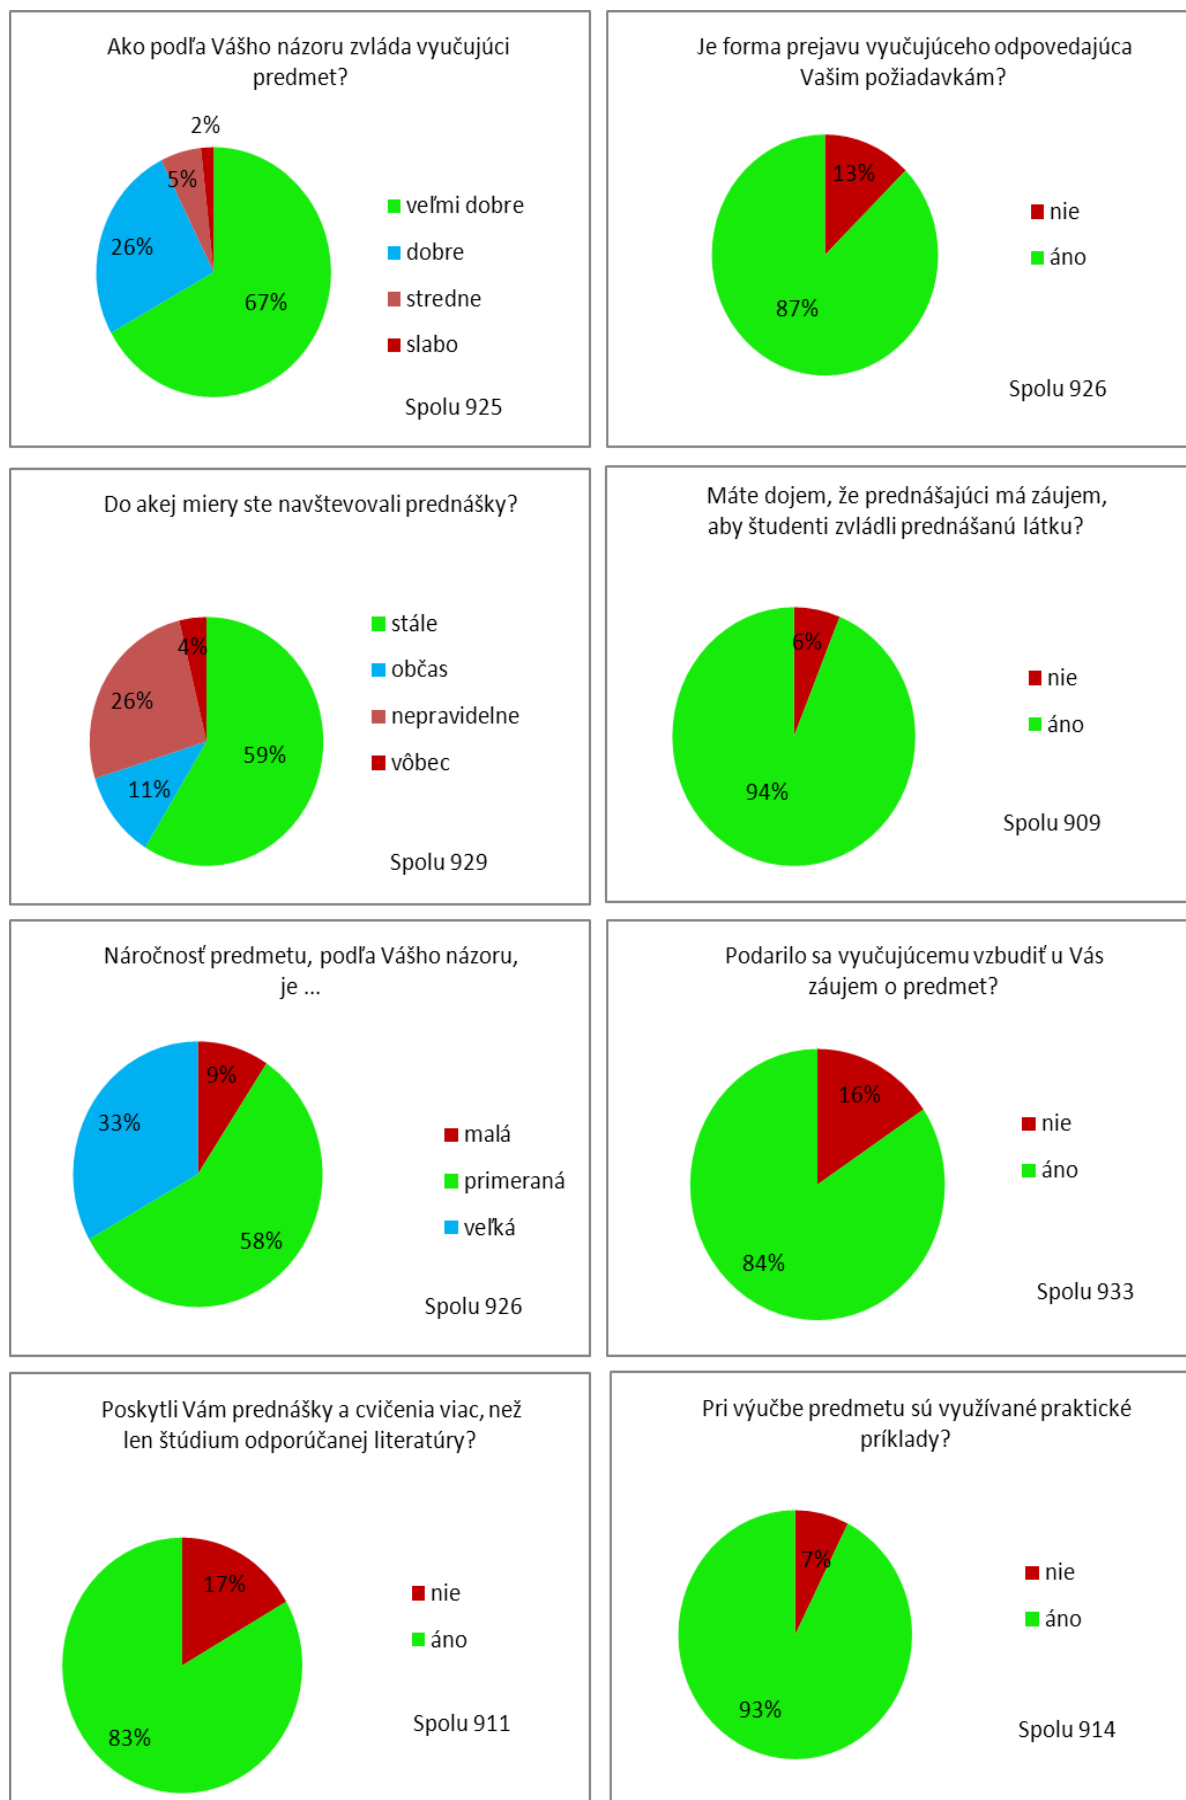 Ako podľa Vášho názoru zvláda vyučujúci
predmet?
2%
5%
26%
67%
veľmi dobre
dobre
stredne
slabo
Spolu 925
Je forma prejavu vyučujúceho odpovedajúca
Vašim požiadavkám?
13%
87%
nie
áno
Spolu 926
Do akej miery ste navštevovali prednášky?
4%
26%
59%
11%
stále
občas
nepravidelne
vôbec
Spolu 929
Máte dojem, že prednášajúci má záujem,
aby študenti zvládli prednášanú látku?
6%
94%
nie
áno
Spolu 909
Náročnosť predmetu, podľa Vášho názoru,
je ...
9%
33%
58%
malá
primeraná
veľká
Spolu 926
Podarilo sa vyučujúcemu vzbudiť u Vás
záujem o predmet?
16%
84%
nie
áno
Spolu 933
Poskytli Vám prednášky a cvičenia viac, než
len štúdium odporúčanej literatúry?
17%
83%
nie
áno
Spolu 911
Pri výučbe predmetu sú využívané praktické
príklady?
7%
93%
nie
áno
Spolu 914